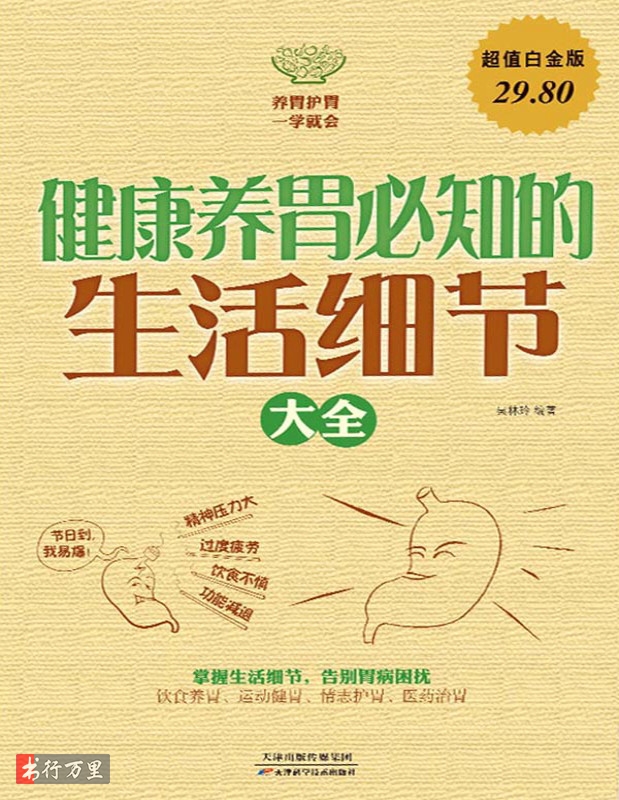 超值白金版
29.80
养胃护胃
一学就会
健康养胃必知的
生活细节
大全
吴林玲 编著
节日到,
我易爆!
精神压力大
过度疲劳
饮食不慎
功能减退
掌握生活细节,告别胃病困扰
饮食养胃、运动健胃、情志护胃、医药治胃
天津出版传媒集团
天津科学技术出版社
书行万里